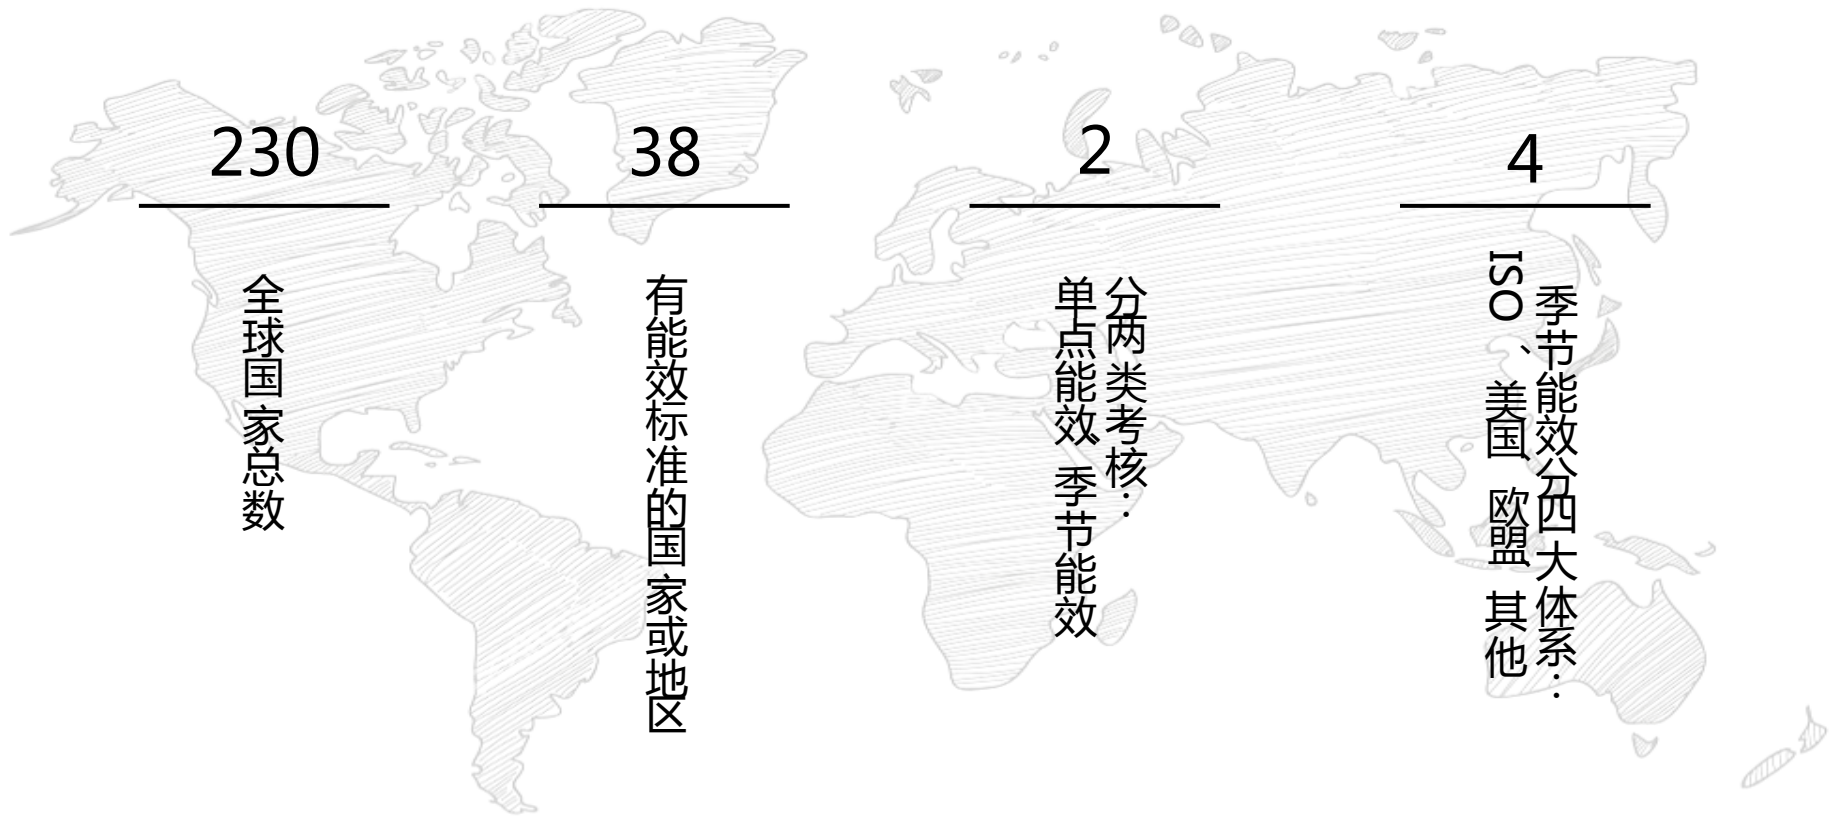 230
全球国家总数
38
有能效标准的国家或地区
2
分两类考核：
单点能效、季节能效
4
季节能效分四大体系：
ISO、美国、欧盟、其他